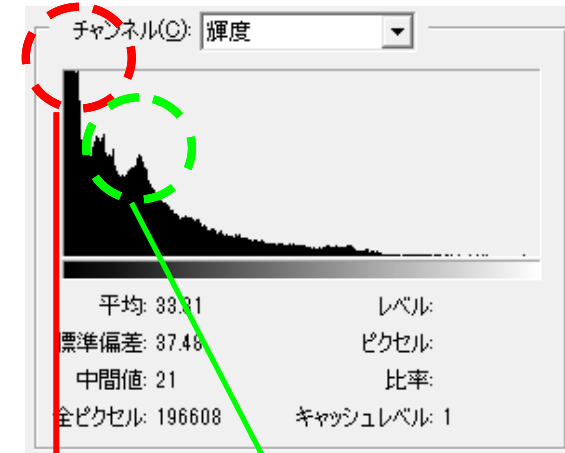 チャンネル(C): 輝度
平均: 33.81
レベル:
標準偏差: 37.48
ピクセル:
中間値: 21
比率:
全ピクセル: 196608
キャッシュレベル: 1